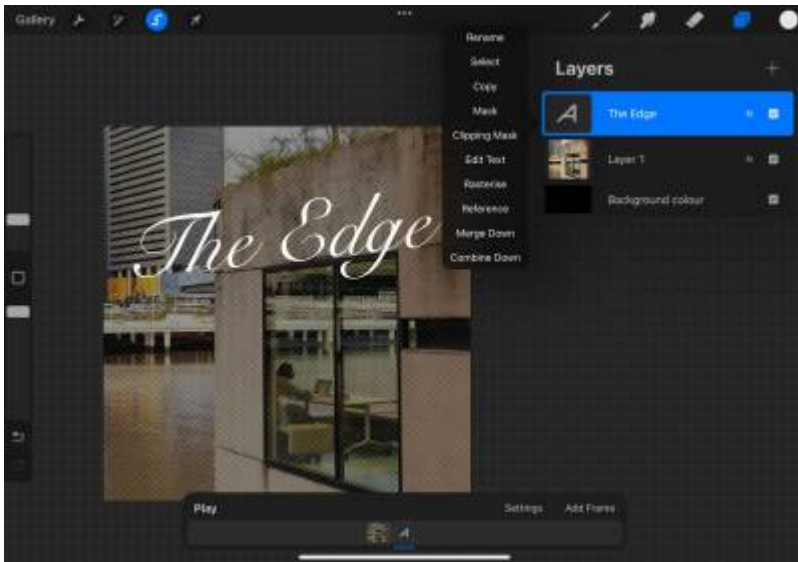 Gallery
Rename
Select
Copy
Mask
Clipping Mask
Edit Text
Rasterise
Reference
Merge Down
Combine Down
Layers
The Edge
N
Layer 1
N
Background colour
The Edge
Play
Settings
Add Frame